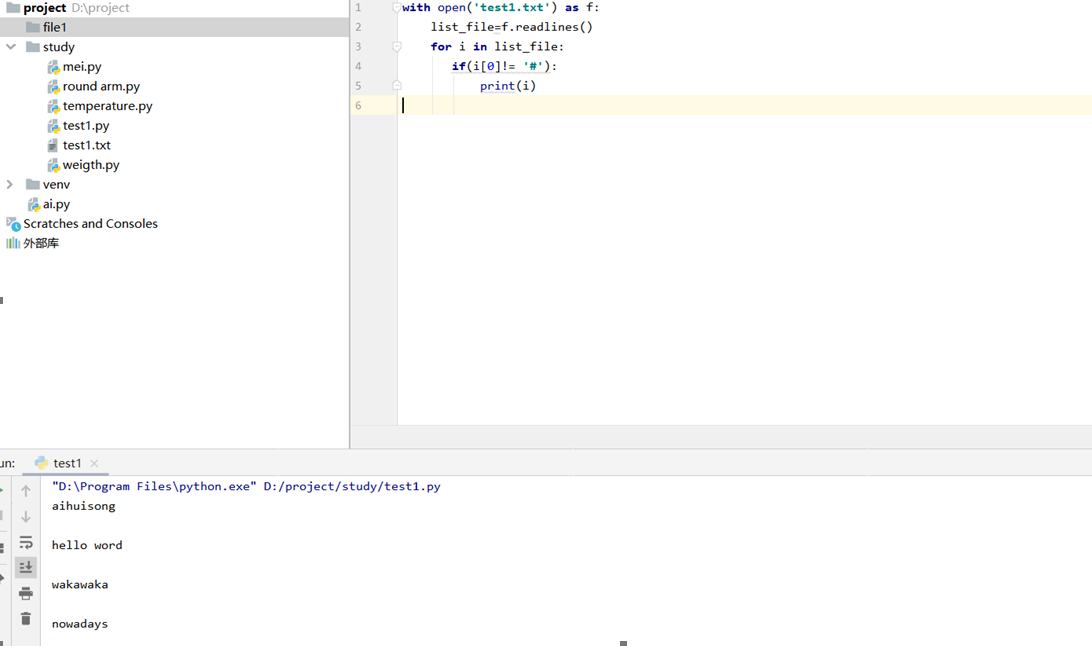 project D:\project
file1
study
mei.py
round arm.py
temperature.py
test1.py
test1.txt
weigth.py
venv
ai.py
Scratches and Consoles
外部库
1 with open('test1.txt') as f:
2 list_file=f.readlines()
3 for i in list_file:
4 if(i[0]!= '#'):
5 print(i)
6
un: test1
"D:\Program Files\python.exe" D:/project/study/test1.py
aihuisong
hello word
wakawaka
nowadays